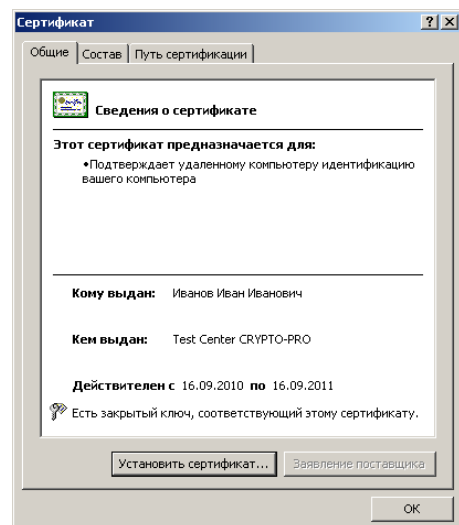 Сертификат
Общие Состав Путь сертификации
Сведения о сертификате
Этот сертификат предназначается для:
•Подтверждает удаленному компьютеру идентификацию
вашего компьютера
Кому выдан: Иванов Иван Иванович
Кем выдан: Test Center CRYPTO-PRO
Действителен с 16.09.2010 по 16.09.2011
Есть закрытый ключ, соответствующий этому сертификату.
Установить сертификат... Заявление поставщика
OK